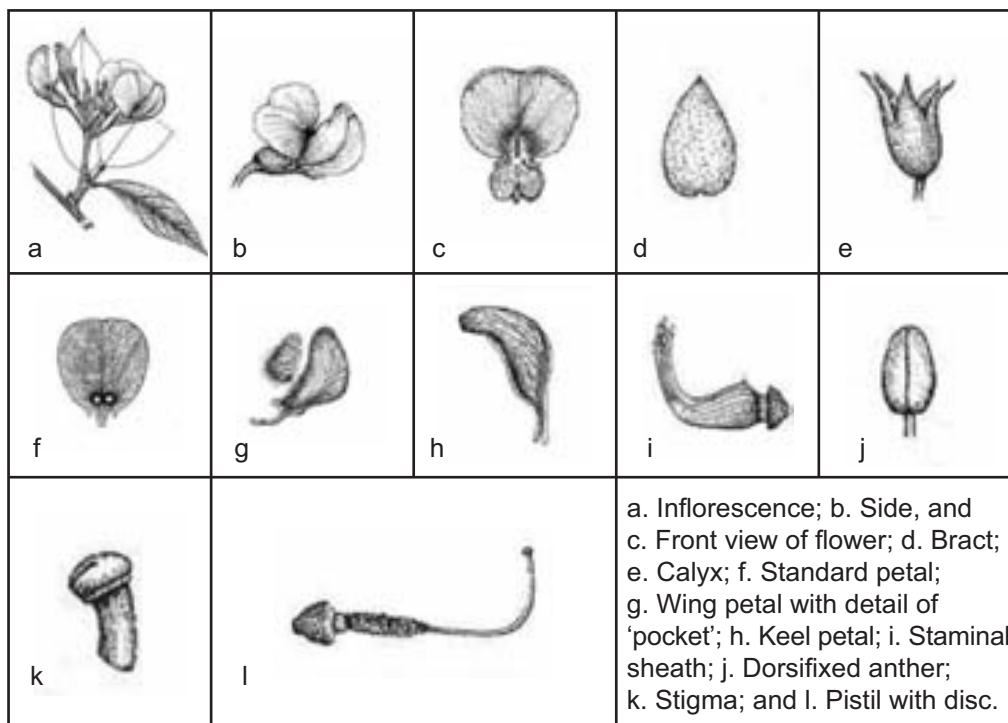 a
b
c
d
e
f
g
h
i
j
k
l
a. Inflorescence; b. Side, and
c. Front view of flower; d. Bract;
e. Calyx; f. Standard petal;
g. Wing petal with detail of
‘pocket’; h. Keel petal; i. Staminal
sheath; j. Dorsifixed anther;
k. Stigma; and l. Pistil with disc.